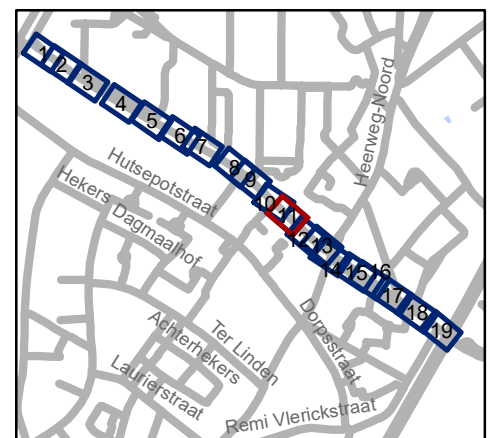 1
2
3
4
5
6
7
8
9
10
11
12
13
14
15
16
17
18
19
Heerweg-Noord
Hutsepotstraat
Hekers Dagmaalhof
Achterhekers
Ter Linden
Dorpsstraat
Laurierstraat
Remi Vlerickstraat